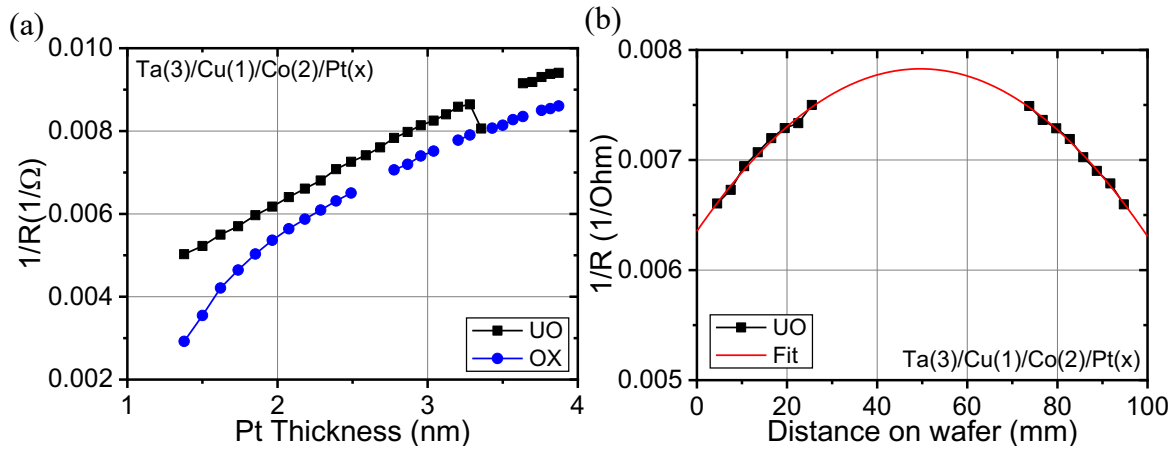 (a)
0.010
0.008
0.006
0.004
0.002
1/R(1/Ω)
Ta(3)/Cu(1)/Co(2)/Pt(x)
UO
OX
1 2 3 4
Pt Thickness (nm)
(b)
0.008
0.007
0.006
0.005
1/R (1/Ohm)
UO
Fit
Ta(3)/Cu(1)/Co(2)/Pt(x)
0 20 40 60 80 100
Distance on wafer (mm)